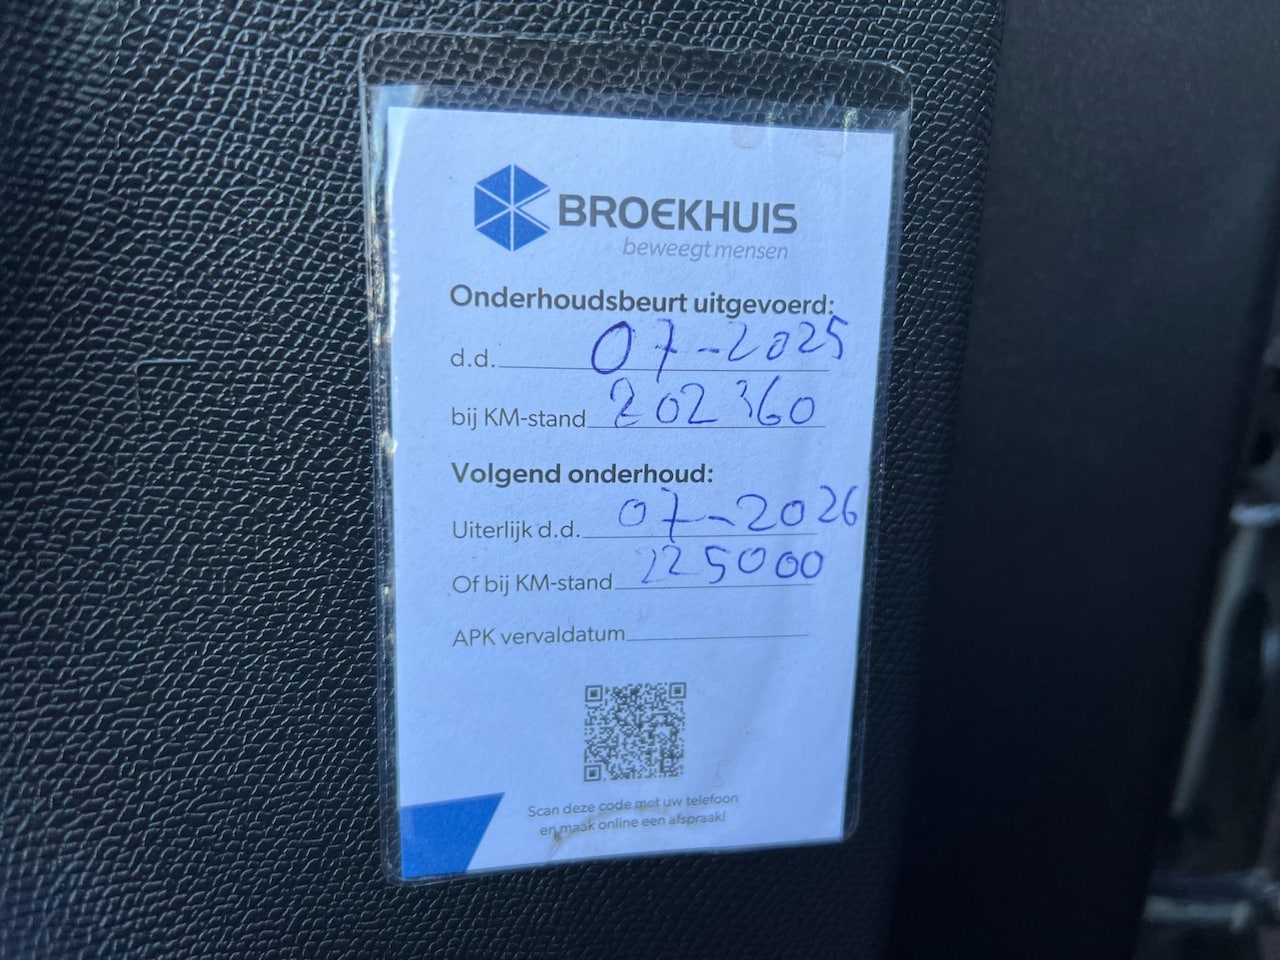 BROEKHUIS
beweegt mensen
Onderhoudsbeurt uitgevoerd:
d.d. 07-2025
bij KM-stand 202360
Volgend onderhoud:
Uiterlijk d.d. 07-2026
Of bij KM-stand 225000
APK vervaldatum
Scan deze code met uw telefoon
en maak online een afspraak!